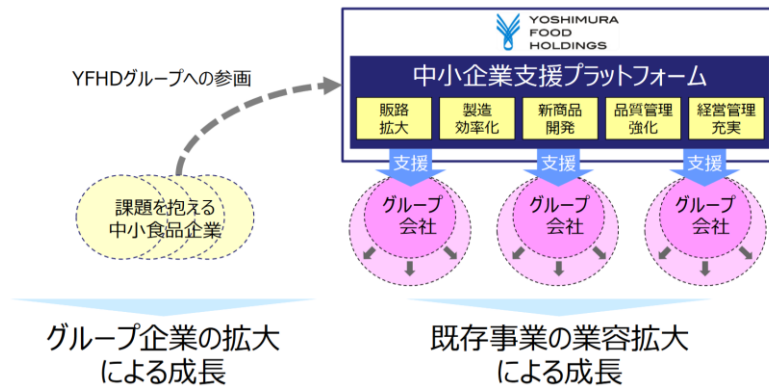 YOSHIMURA
FOOD
HOLDINGS
YFHDグループへの参画
中小企業支援プラットフォーム
販路
拡大
製造
効率化
新商品
開発
品質管理
強化
経営管理
充実
支援
支援
支援
課題を抱える
中小食品企業
グループ
会社
グループ
会社
グループ
会社
グループ企業の拡大
による成長
既存事業の業容拡大
による成長